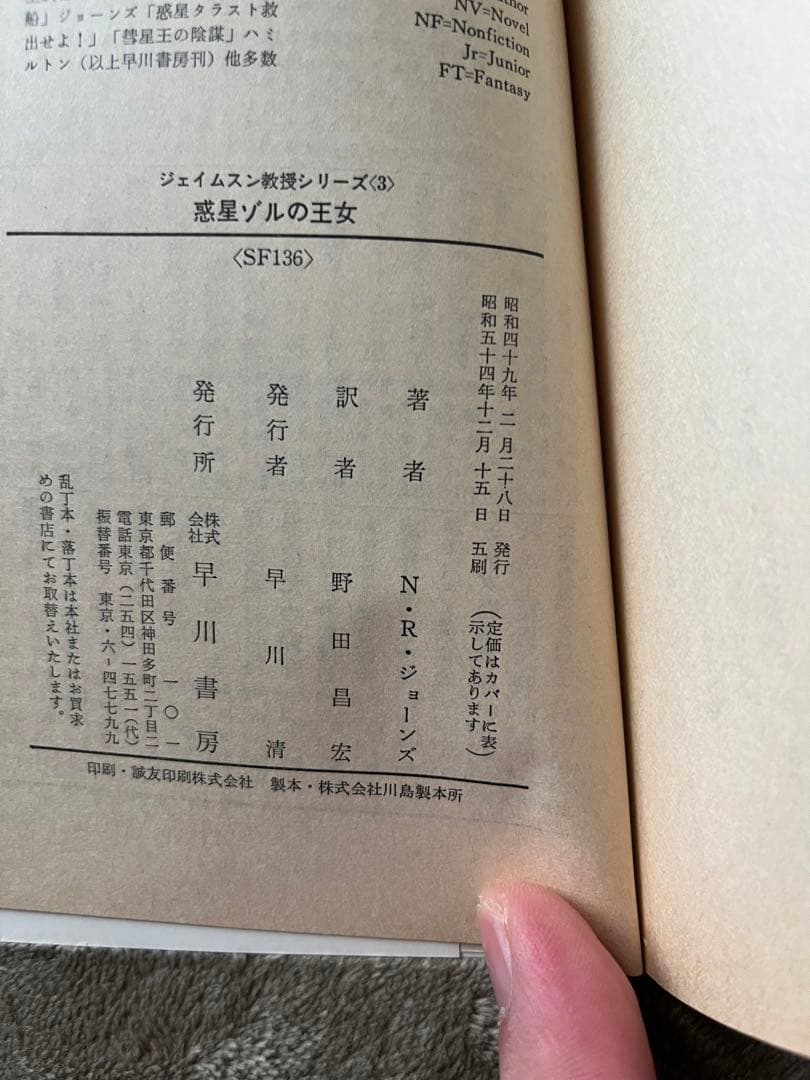 船」ジョーンズ「惑星タラスト救
出せよ！」「彗星王の陰謀」ハミ
ルトン（以上早川書房刊）他多数
NV=Novel
NF=Nonfiction
Jr=Junior
FT=Fantasy
ジェイムスン教授シリーズ〈3〉
惑星ゾルの王女
〈SF136〉
昭和四十九年 二 月二十八日 発行
昭和五十四年十二月 十五 日 五刷
（定価はカバーに表
示してあります）
著者 N・R・ジョーンズ
訳者 野田昌宏
発行者 早川清
発行所 株式会社 早川書房
郵便番号 一〇一
東京都千代田区神田多町二丁目二
電話東京（二五四）一五五一（代）
振替番号 東京・六-四七七九九
乱丁本・落丁本は本社またはお買求
めの書店にてお取替えいたします。
印刷・誠友印刷株式会社 製本・株式会社川島製本所